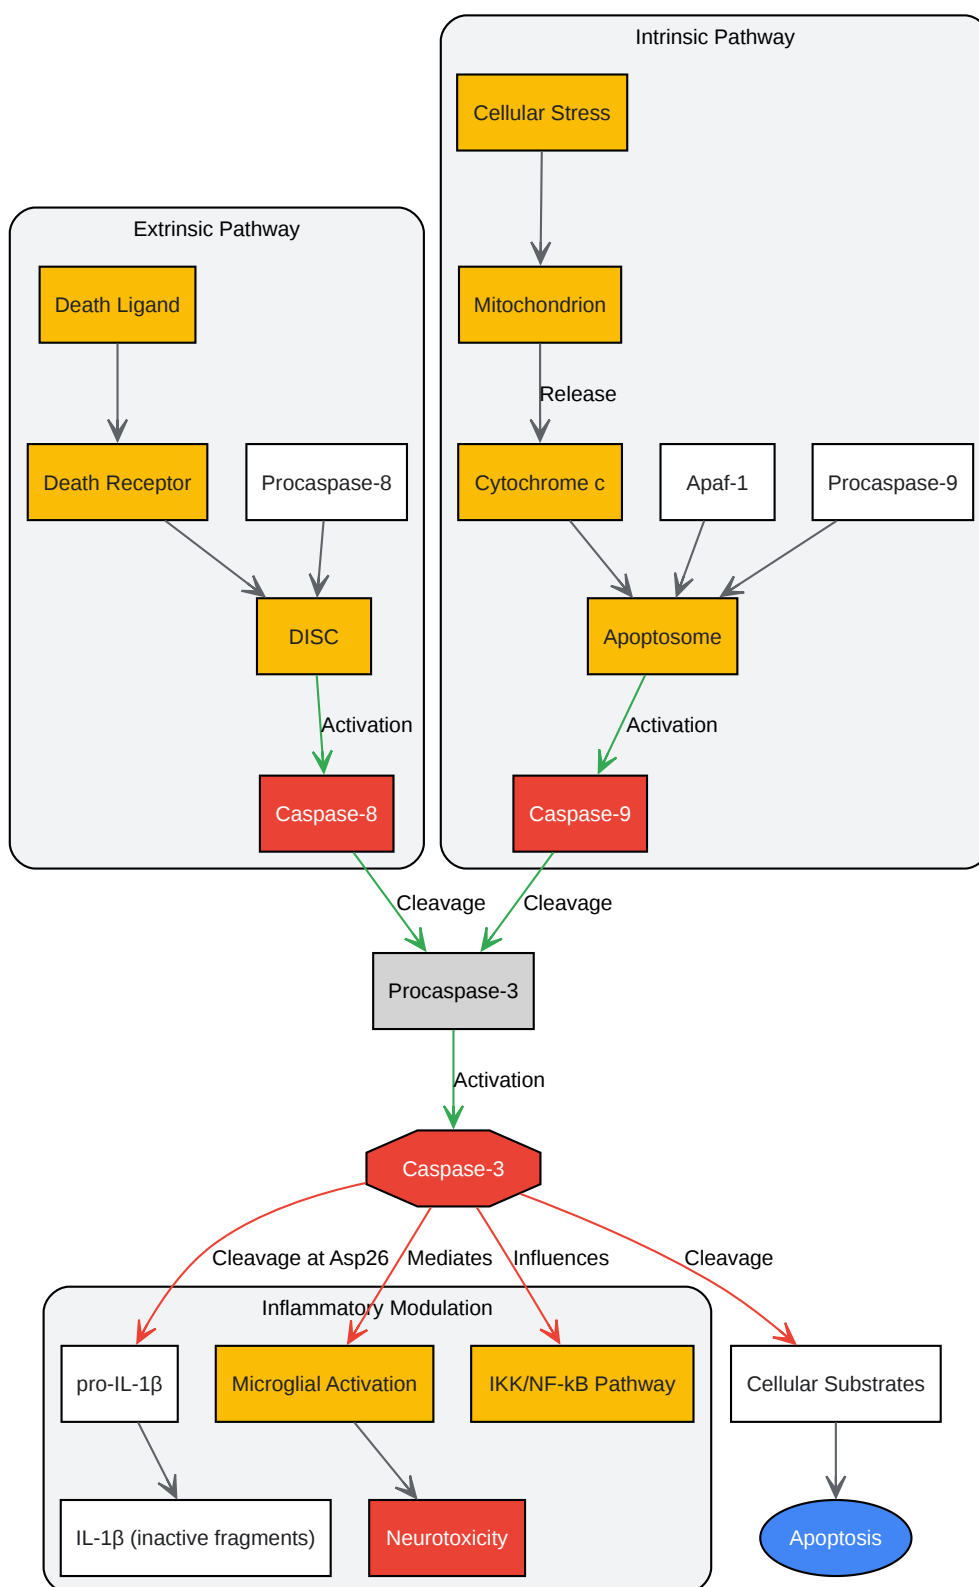 Intrinsic Pathway
Cellular Stress
Extrinsic Pathway
Death Ligand
Mitochondrion
Release
Death Receptor
Procaspase-8
Cytochrome c
Apaf-1
Procaspase-9
DISC
Apoptosome
Activation
Activation
Caspase-8
Caspase-9
Cleavage
Cleavage
Procaspase-3
Activation
Caspase-3
Cleavage at Asp26
Mediates
Influences
Cleavage
Inflammatory Modulation
pro-IL-1β
Microglial Activation
IKK/NF-kB Pathway
Cellular Substrates
IL-1β (inactive fragments)
Neurotoxicity
Apoptosis